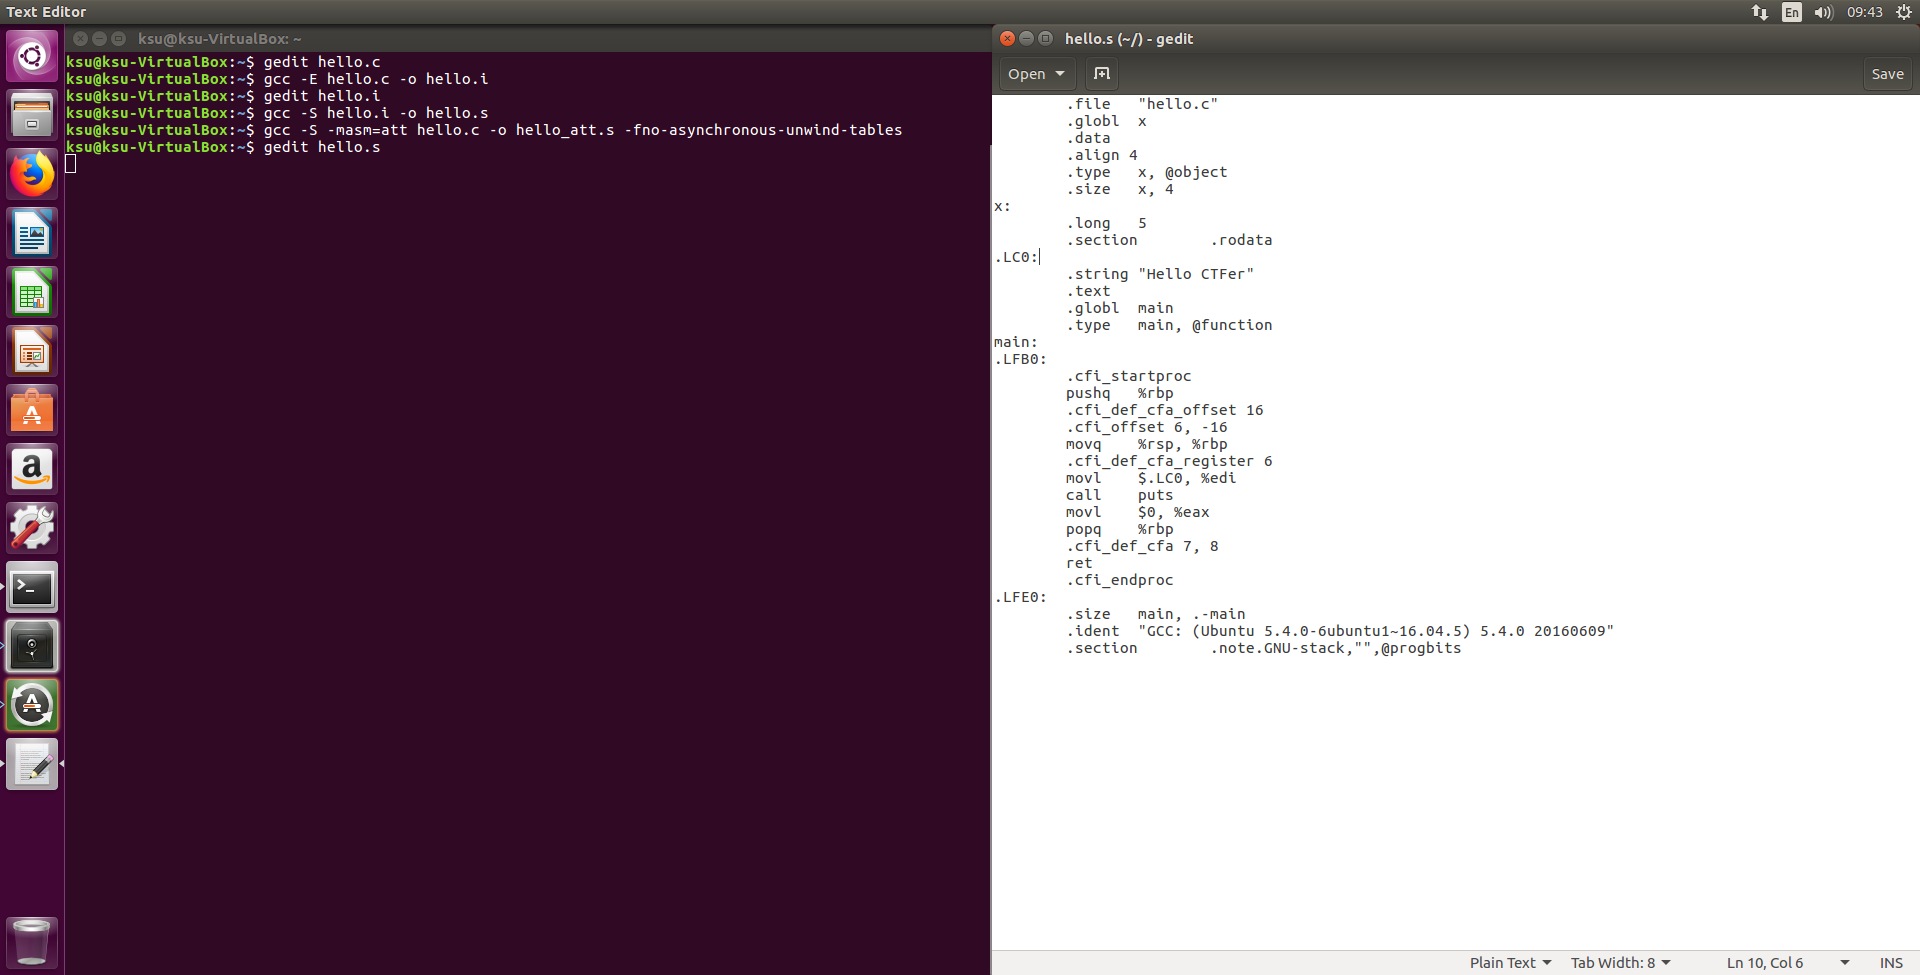 Text Editor
En
09:43
ksu@ksu-VirtualBox: ~
ksu@ksu-VirtualBox:~$ gedit hello.c
ksu@ksu-VirtualBox:~$ gcc -E hello.c -o hello.i
ksu@ksu-VirtualBox:~$ gedit hello.i
ksu@ksu-VirtualBox:~$ gcc -S hello.i -o hello.s
ksu@ksu-VirtualBox:~$ gcc -S -masm=att hello.c -o hello_att.s -fno-asynchronous-unwind-tables
ksu@ksu-VirtualBox:~$ gedit hello.s
hello.s (~/) - gedit
Open
Save
.file "hello.c"
.globl x
.data
.align 4
.type x, @object
.size x, 4
x:
.long 5
.section .rodata
.LC0:
.string "Hello CTFer"
.text
.globl main
.type main, @function
main:
.LFB0:
.cfi_startproc
pushq %rbp
.cfi_def_cfa_offset 16
.cfi_offset 6, -16
movq %rsp, %rbp
.cfi_def_cfa_register 6
movl $.LC0, %edi
call puts
movl $0, %eax
popq %rbp
.cfi_def_cfa 7, 8
ret
.cfi_endproc
.LFE0:
.size main, .-main
.ident "GCC: (Ubuntu 5.4.0-6ubuntu1~16.04.5) 5.4.0 20160609"
.section .note.GNU-stack,"",@progbits
Plain Text
Tab Width: 8
Ln 10, Col 6
INS